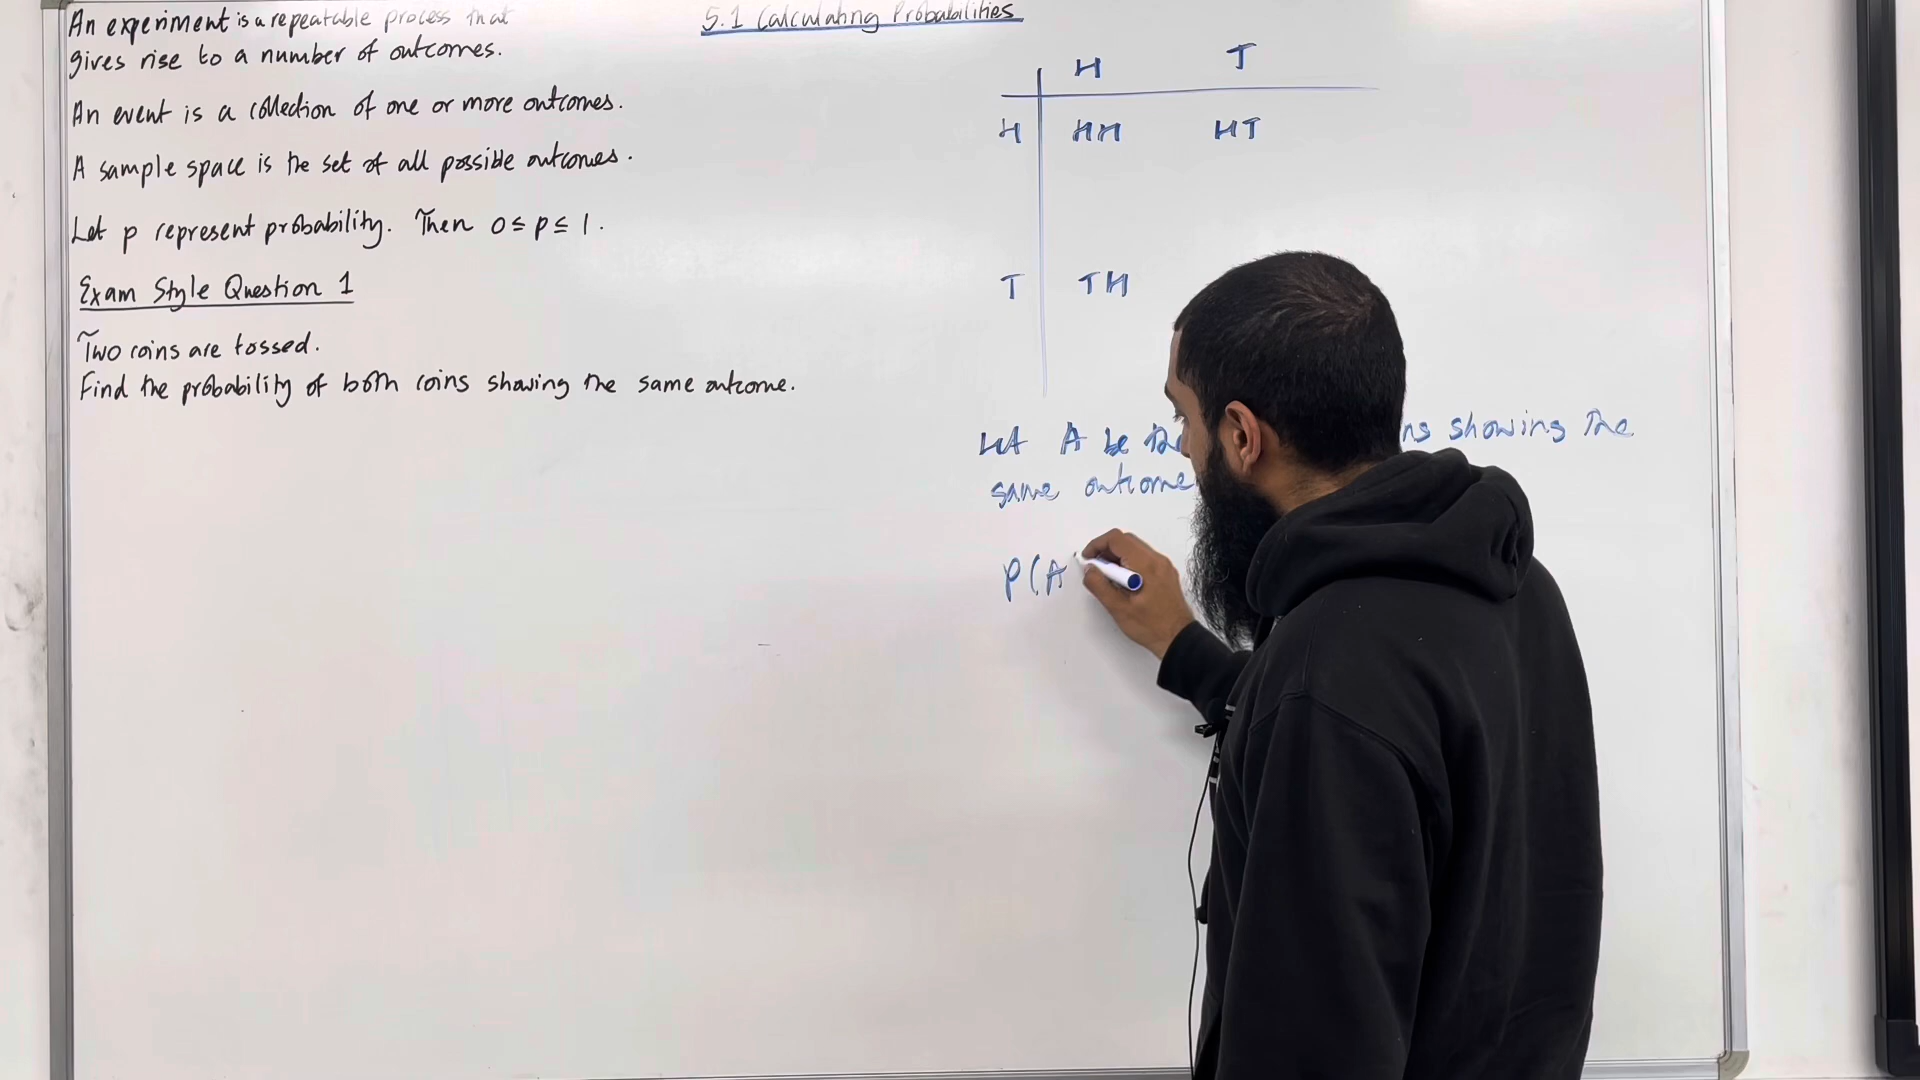 An experiment is a repeatable process that
gives rise to a number of outcomes.
An event is a collection of one or more outcomes.
A sample space is the set of all possible outcomes.
Let p represent probability. Then 0 ≤ p ≤ 1.
Exam Style Question 1
Two coins are tossed.
Find the probability of both coins showing the same outcome.
5.1 Calculating Probabilities
H T
H HH HT
T TH
Let A be the showing the
same outcome
P(A